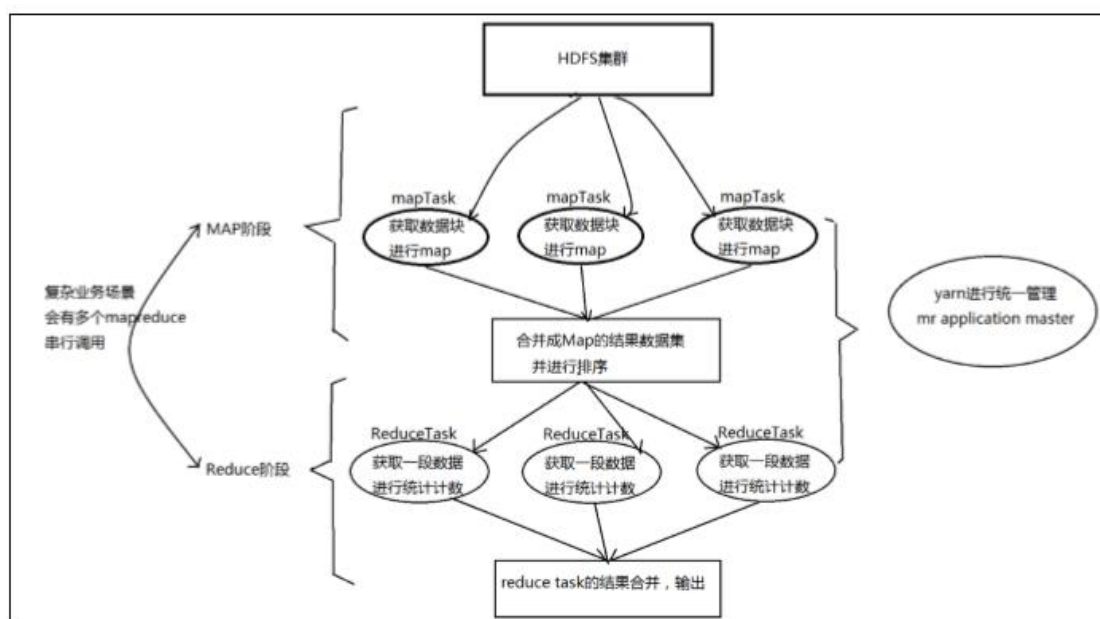 HDFS集群
mapTask
获取数据块
进行map
mapTask
获取数据块
进行map
mapTask
获取数据块
进行map
MAP阶段
复杂业务场景
会有多个mapreduce
串行调用
yarn进行统一管理
mr application master
合并成Map的结果数据集
并进行排序
Reduce阶段
ReduceTask
获取一段数据
进行统计计数
ReduceTask
获取一段数据
进行统计计数
ReduceTask
获取一段数据
进行统计计数
reduce task的结果合并，输出